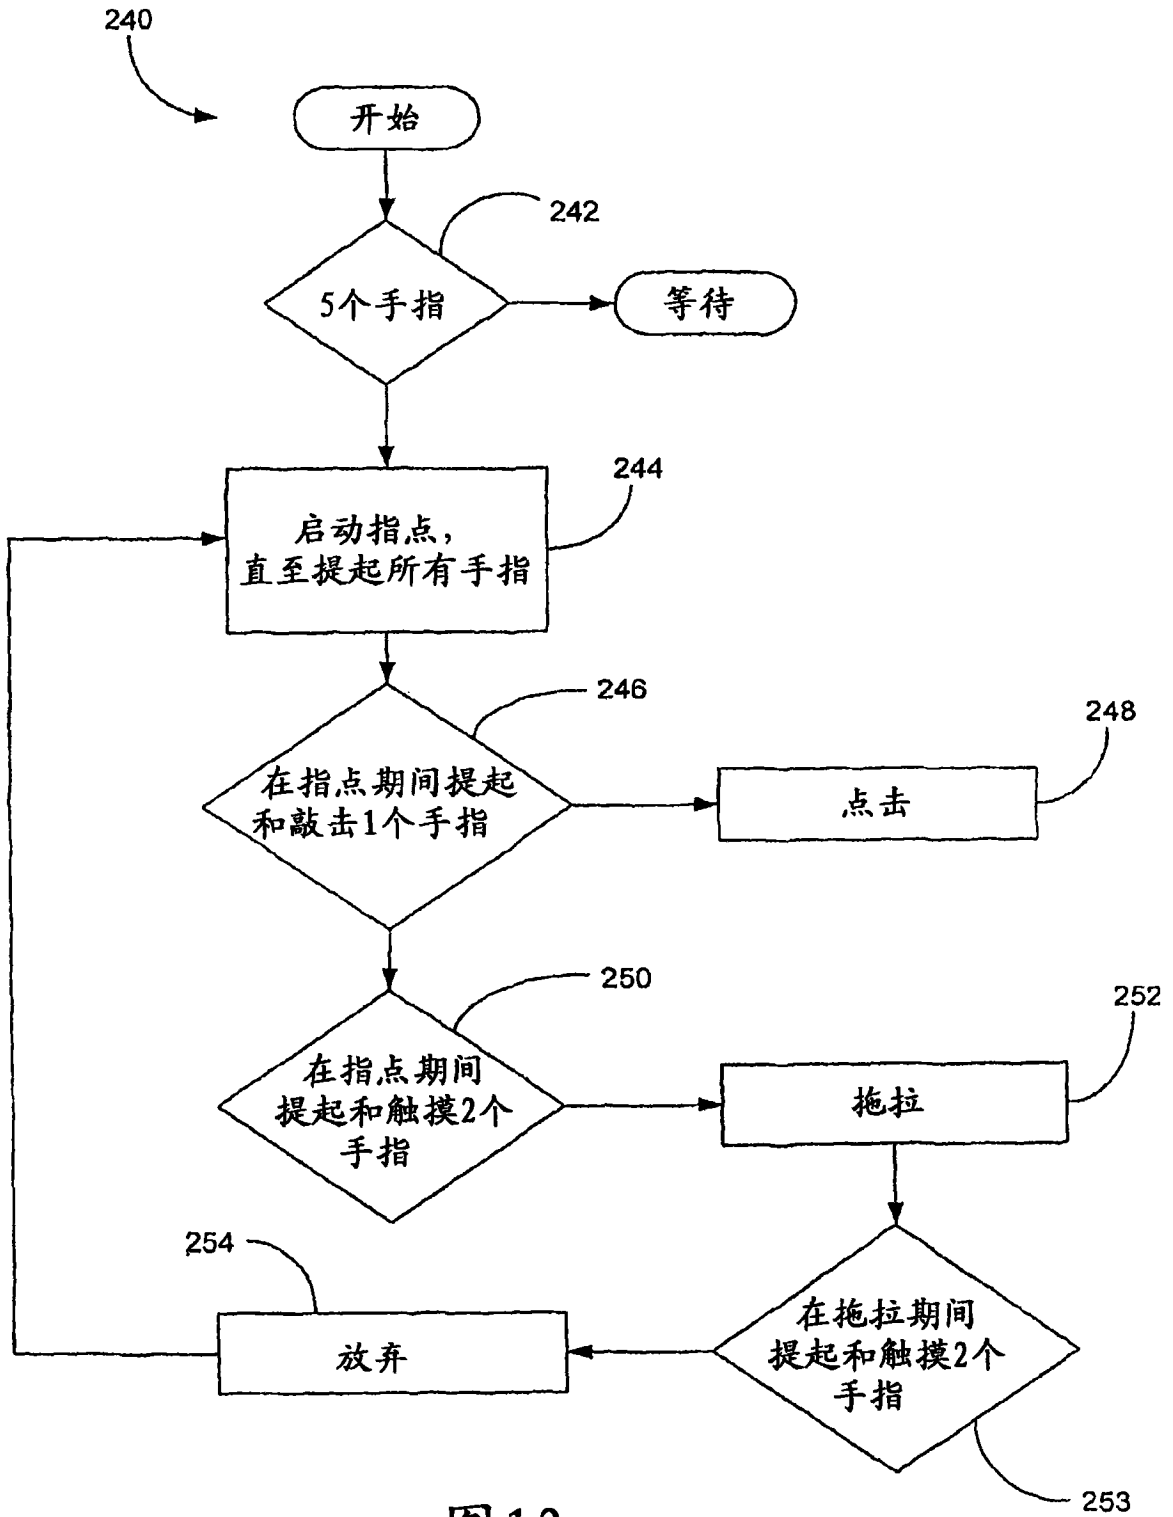 240
开始
242
5个手指
等待
244
启动指点，
直至提起所有手指
246
248
在指点期间提起
和敲击1个手指
点击
250
252
在指点期间
提起和触摸2个
手指
拖拉
254
在拖拉期间
提起和触摸2个
手指
放弃
253